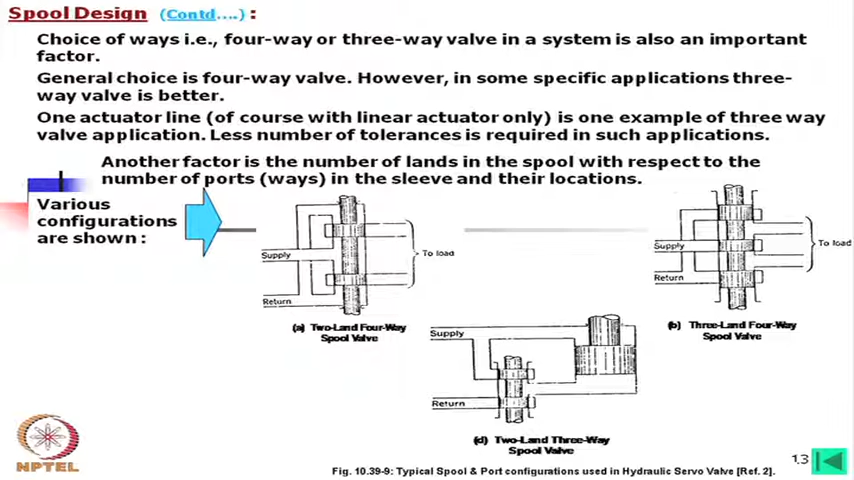 Spool Design (Contd….) :
Choice of ways i.e., four-way or three-way valve in a system is also an important
factor.
General choice is four-way valve. However, in some specific applications three-
way valve is better.
One actuator line (of course with linear actuator only) is one example of three way
valve application. Less number of tolerances is required in such applications.
Another factor is the number of lands in the spool with respect to the
number of ports (ways) in the sleeve and their locations.
Various
configurations
are shown :
Supply
Return
To load
(a) Two-Land Four-Way
Spool Valve
Supply
Return
To load
(b) Three-Land Four-Way
Spool Valve
Supply
Return
(d) Two-Land Three-Way
Spool Valve
Fig. 10.39-9: Typical Spool & Port configurations used in Hydraulic Servo Valve [Ref. 2].
13
NPTEL